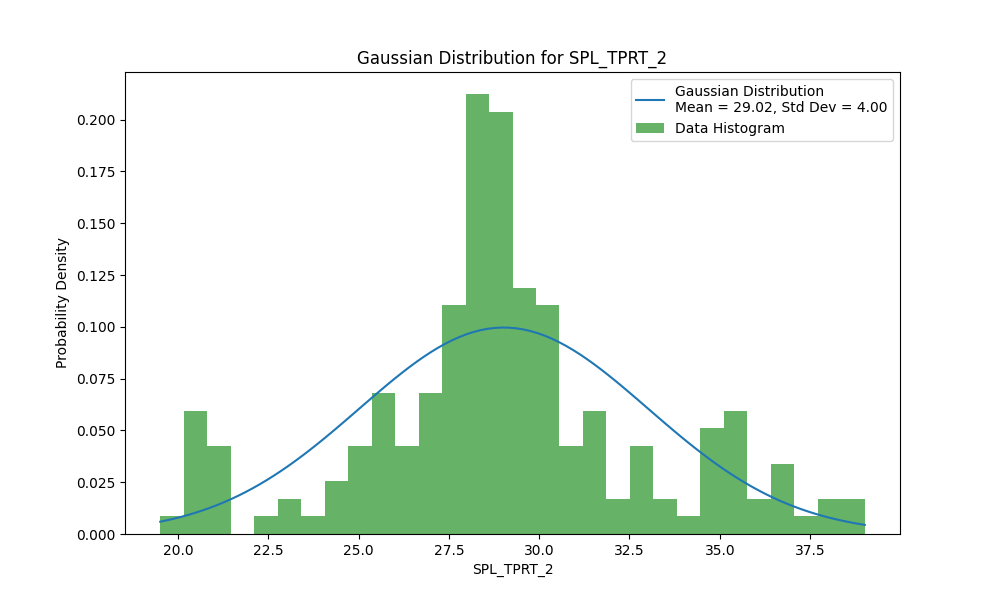 Gaussian Distribution for SPL_TPRT_2
Gaussian Distribution
Mean = 29.02, Std Dev = 4.00
Data Histogram
Probability Density
0.200
0.175
0.150
0.125
0.100
0.075
0.050
0.025
0.000
20.0 22.5 25.0 27.5 30.0 32.5 35.0 37.5
SPL_TPRT_2